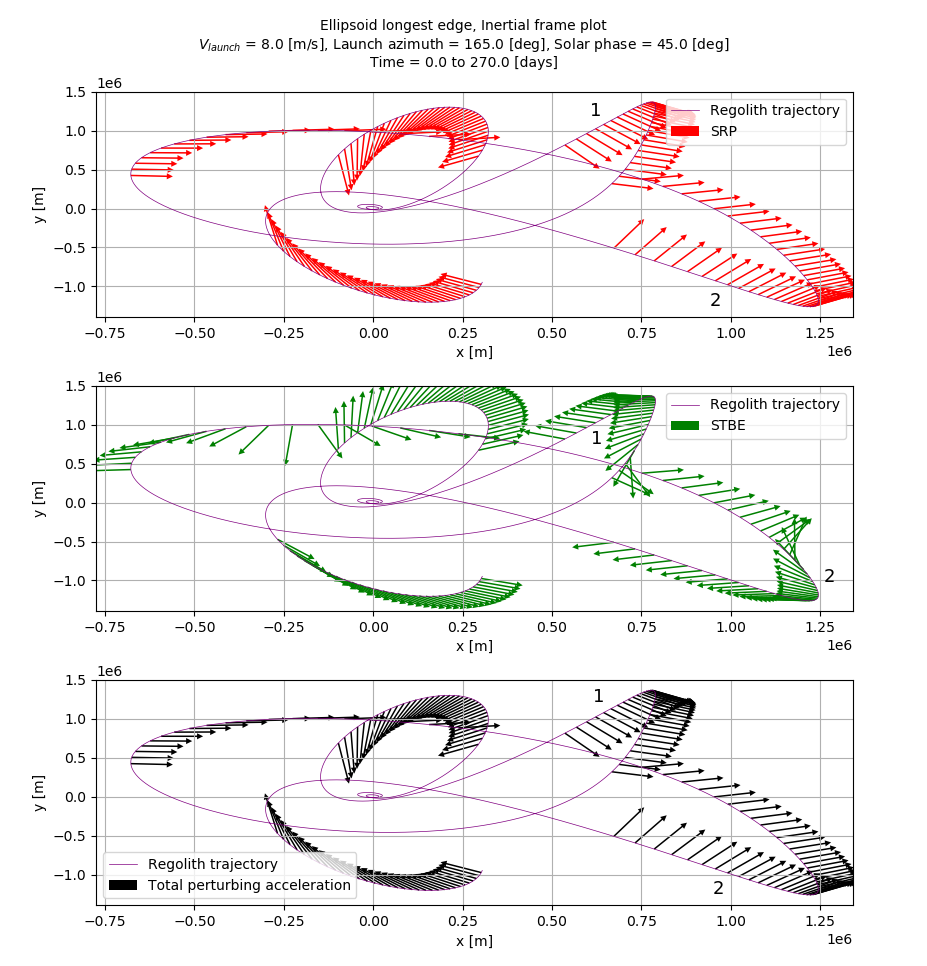 Ellipsoid longest edge, Inertial frame plot
V_launch = 8.0 [m/s], Launch azimuth = 165.0 [deg], Solar phase = 45.0 [deg]
Time = 0.0 to 270.0 [days]
1e6
1.5
1.0
0.5
0.0
−0.5
−1.0
y [m]
1
2
Regolith trajectory
SRP
−0.75 −0.50 −0.25 0.00 0.25 0.50 0.75 1.00 1.25
x [m]
1e6
1e6
1.5
1.0
0.5
0.0
−0.5
−1.0
y [m]
1
2
Regolith trajectory
STBE
−0.75 −0.50 −0.25 0.00 0.25 0.50 0.75 1.00 1.25
x [m]
1e6
1e6
1.5
1.0
0.5
0.0
−0.5
−1.0
y [m]
1
2
Regolith trajectory
Total perturbing acceleration
−0.75 −0.50 −0.25 0.00 0.25 0.50 0.75 1.00 1.25
x [m]
1e6